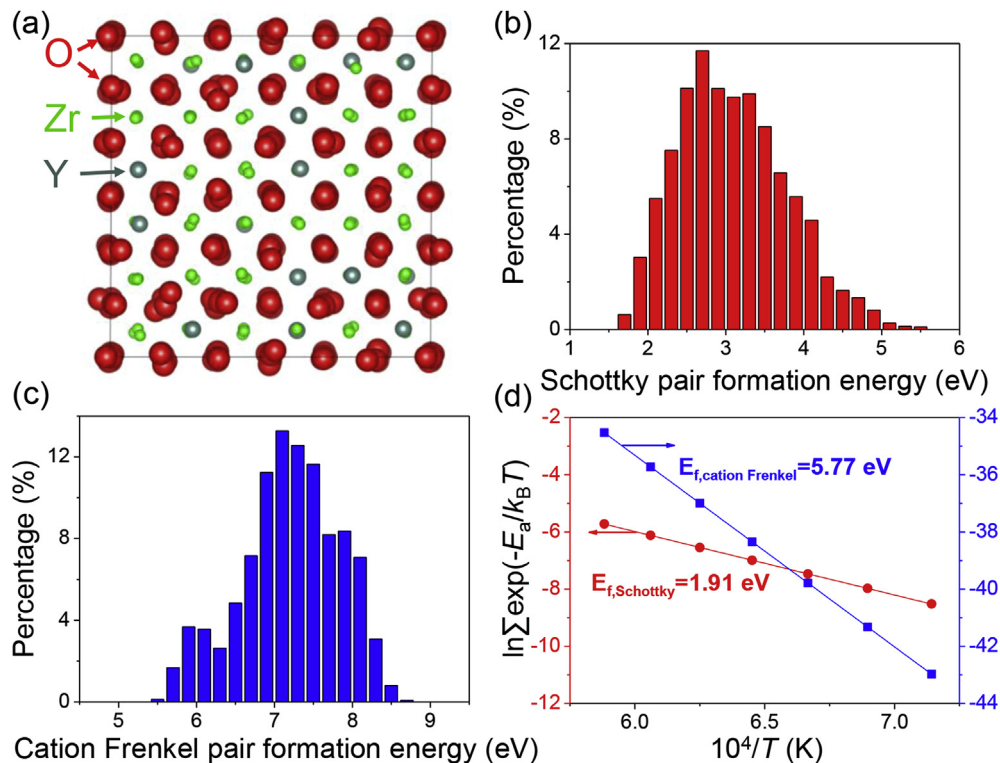 (a)
O
Zr
Y
(b)
12
8
4
0
Percentage (%)
1 2 3 4 5 6
Schottky pair formation energy (eV)
(c)
12
8
4
0
Percentage (%)
5 6 7 8 9
Cation Frenkel pair formation energy (eV)
(d)
-2
-4
-6
-8
-10
-12
ln∑exp(-Ea/kBT)
-34
-36
-38
-40
-42
-44
Ef,cation Frenkel=5.77 eV
Ef,Schottky=1.91 eV
6.0 6.5 7.0
10⁴/T (K)